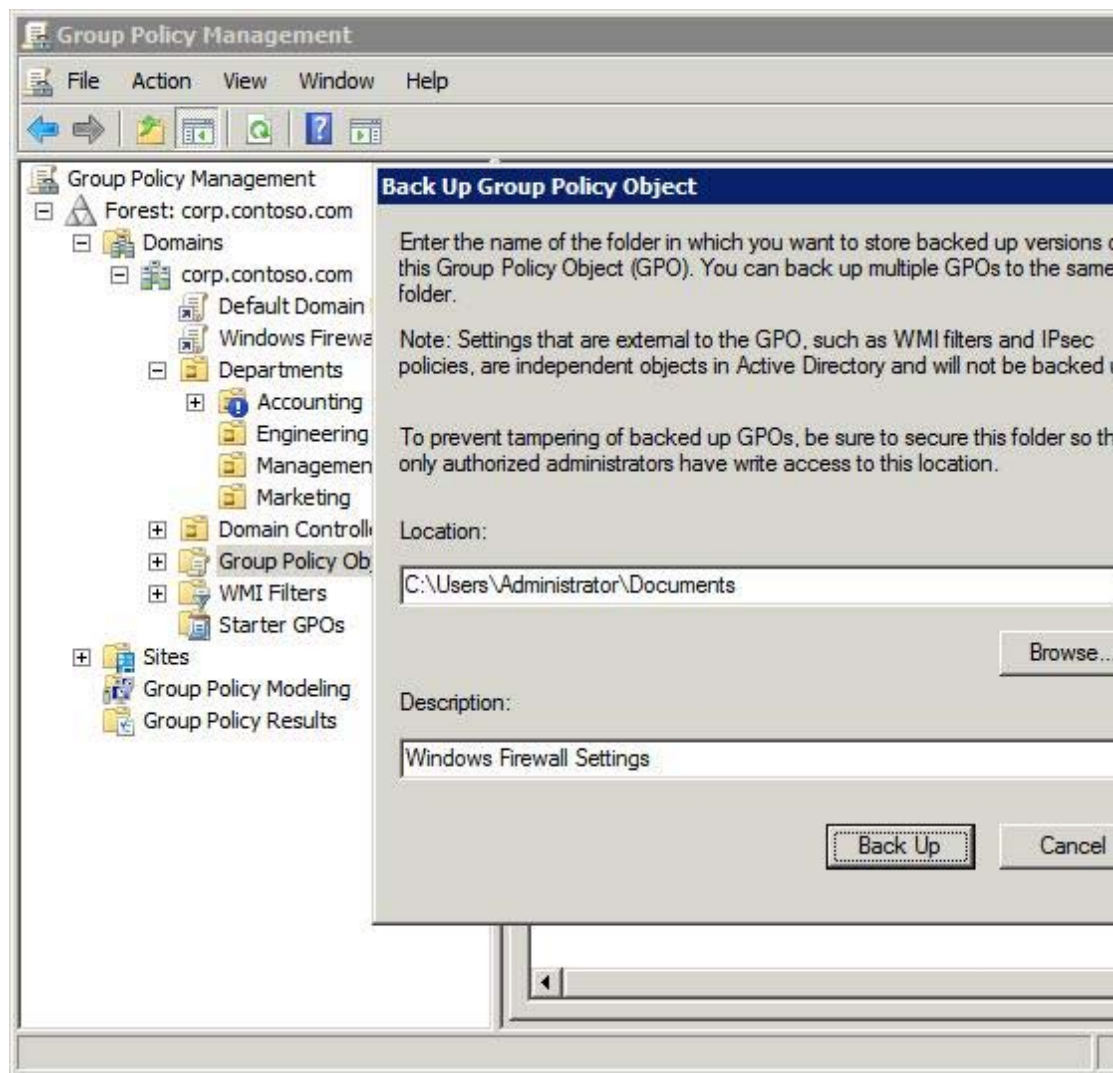 Group Policy Management
File Action View Window Help
Group Policy Management
Forest: corp.contoso.com
Domains
corp.contoso.com
Default Domain
Windows Firewa
Departments
Accounting
Engineering
Managemen
Marketing
Domain Controll
Group Policy Ob
WMI Filters
Starter GPOs
Sites
Group Policy Modeling
Group Policy Results
Back Up Group Policy Object
Enter the name of the folder in which you want to store backed up versions
this Group Policy Object (GPO). You can back up multiple GPOs to the same
folder.
Note: Settings that are external to the GPO, such as WMI filters and IPsec
policies, are independent objects in Active Directory and will not be backed
To prevent tampering of backed up GPOs, be sure to secure this folder so th
only authorized administrators have write access to this location.
Location:
C:\Users\Administrator\Documents
Browse...
Description:
Windows Firewall Settings
Back Up Cancel